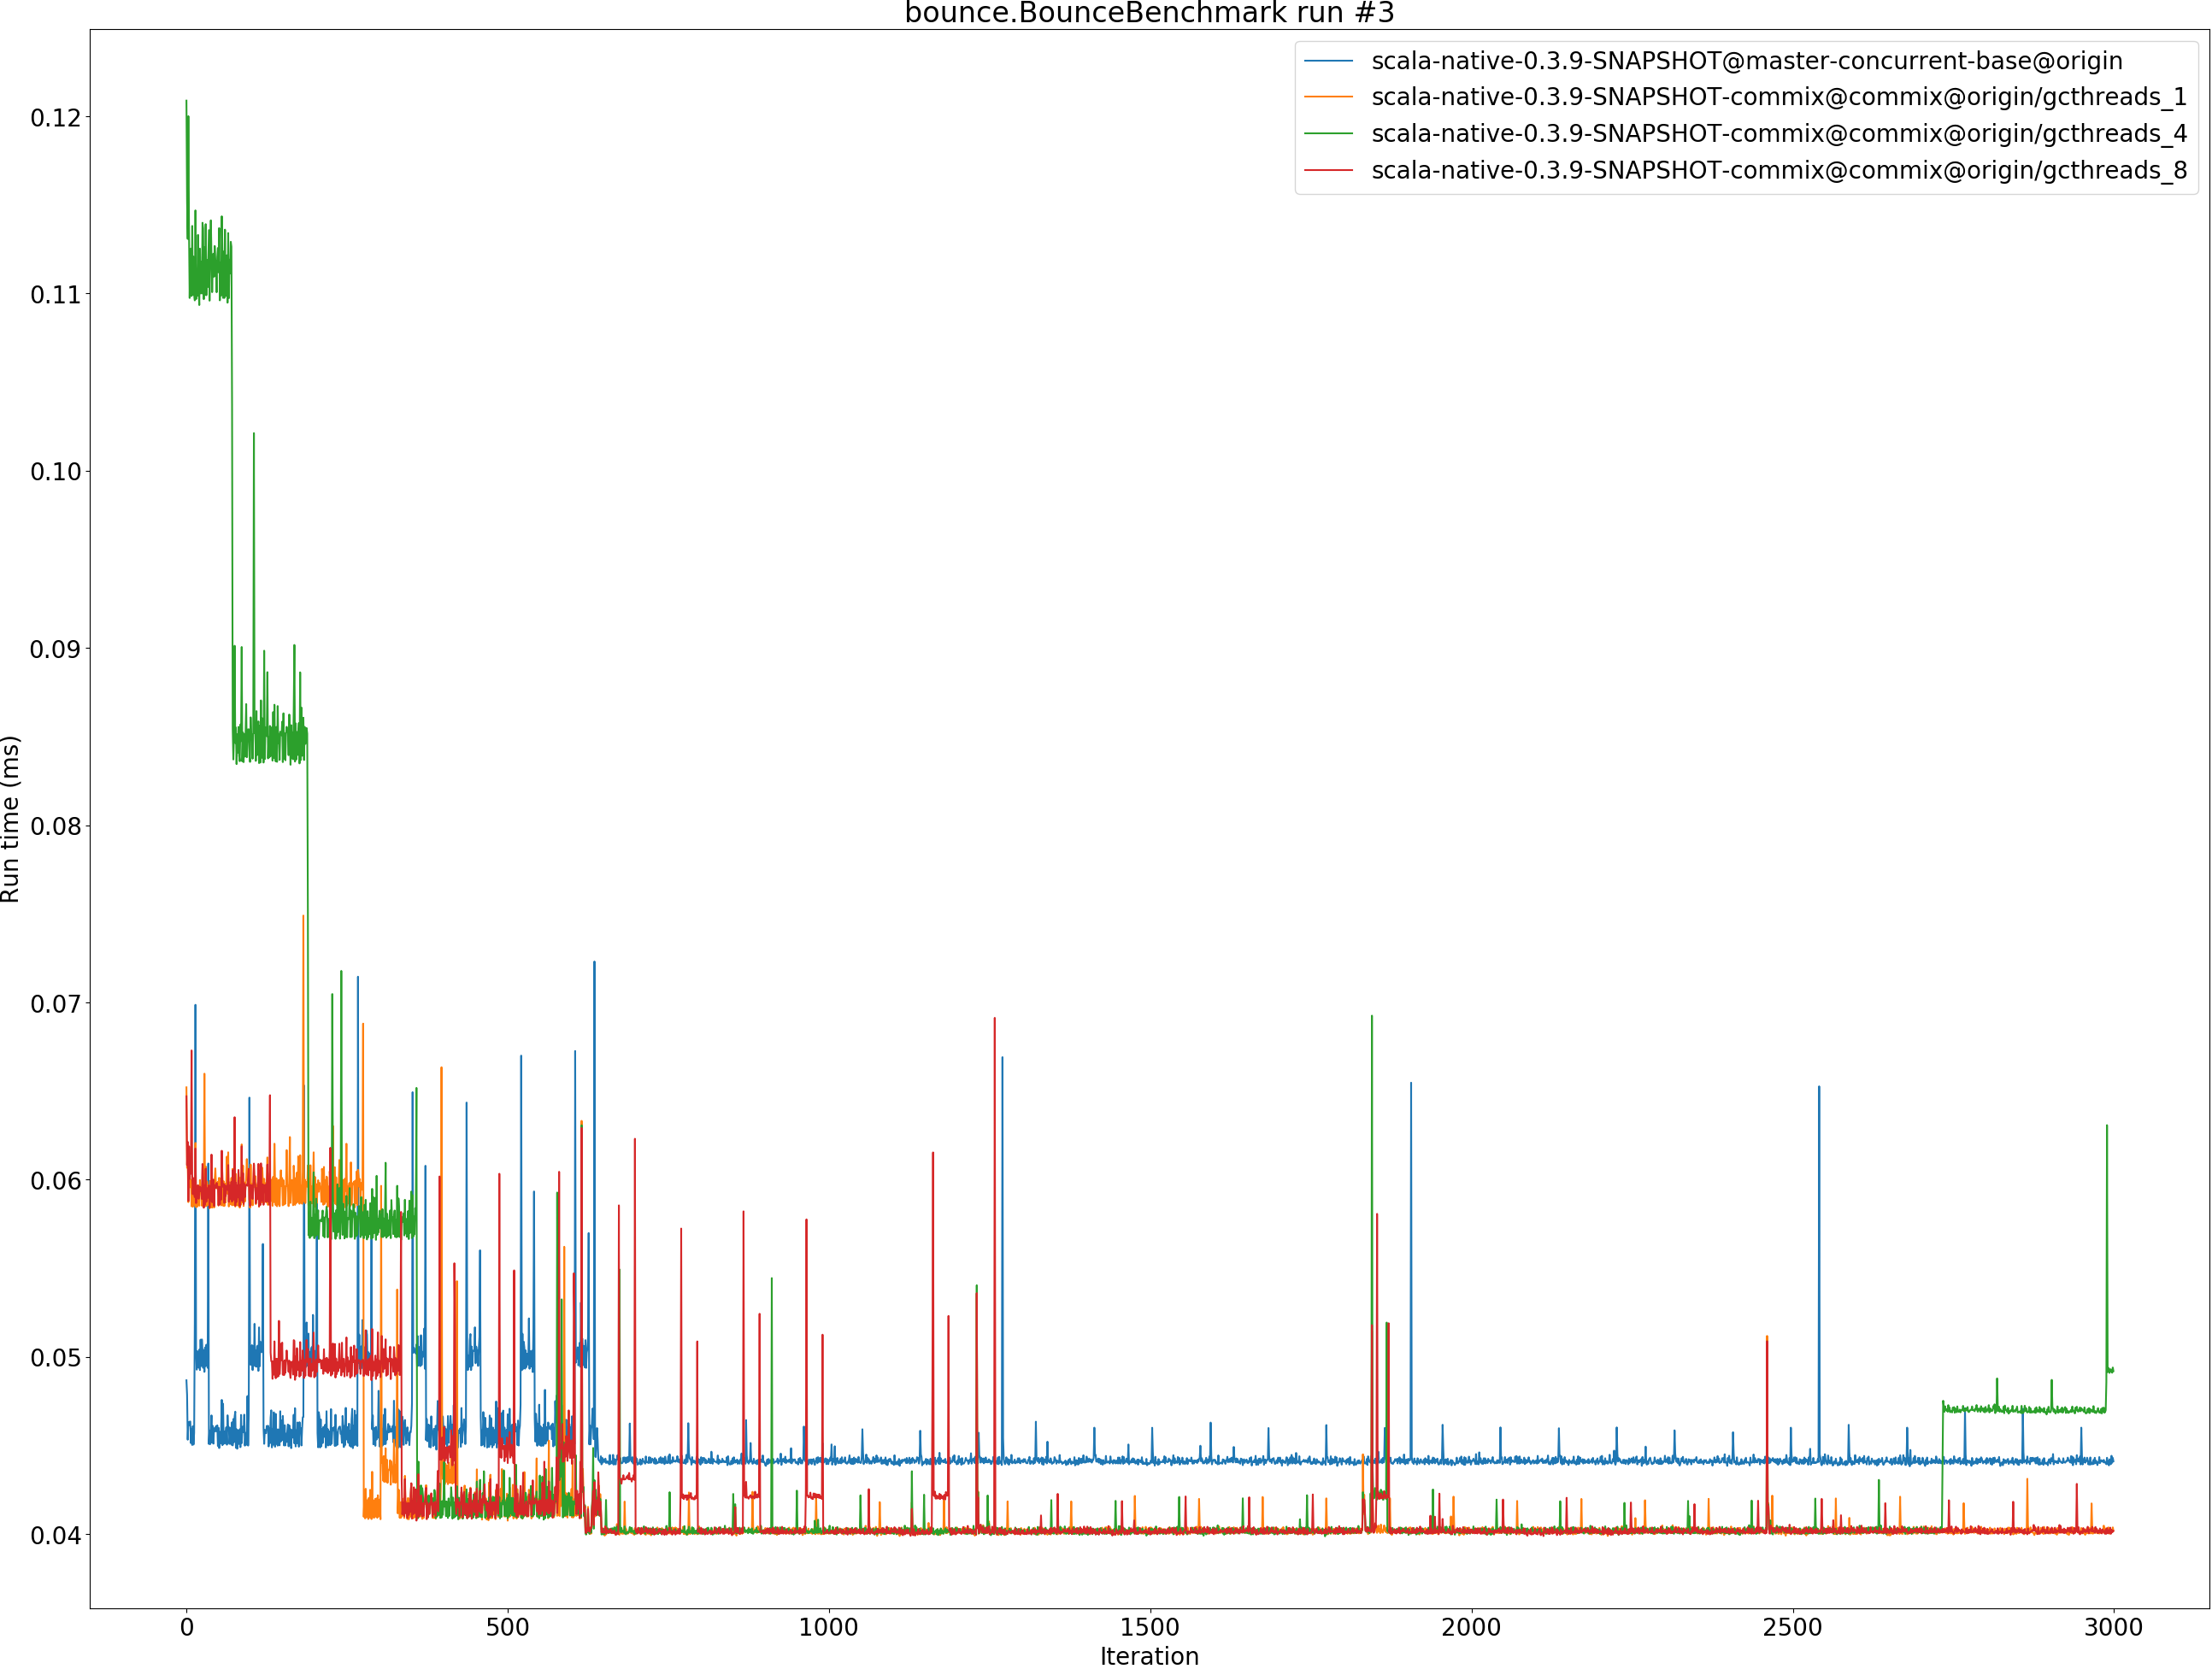 bounce.BounceBenchmark run #3
scala-native-0.3.9-SNAPSHOT@master-concurrent-base@origin
scala-native-0.3.9-SNAPSHOT-commix@commix@origin/gcthreads_1
scala-native-0.3.9-SNAPSHOT-commix@commix@origin/gcthreads_4
scala-native-0.3.9-SNAPSHOT-commix@commix@origin/gcthreads_8
Run time (ms)
0.12
0.11
0.10
0.09
0.08
0.07
0.06
0.05
0.04
0 500 1000 1500 2000 2500 3000
Iteration